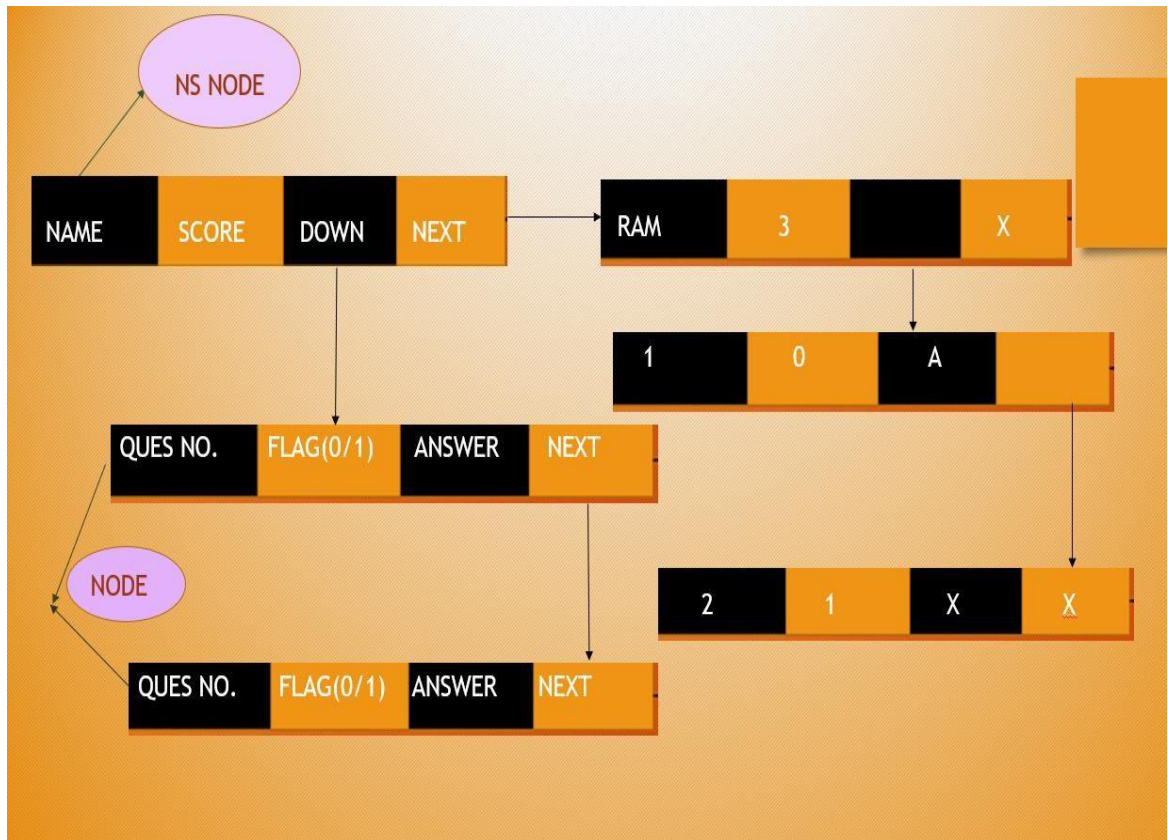 NS NODE
NAME SCORE DOWN NEXT
RAM 3 X
1 0 A
QUES NO. FLAG(0/1) ANSWER NEXT
NODE
2 1 X X
QUES NO. FLAG(0/1) ANSWER NEXT